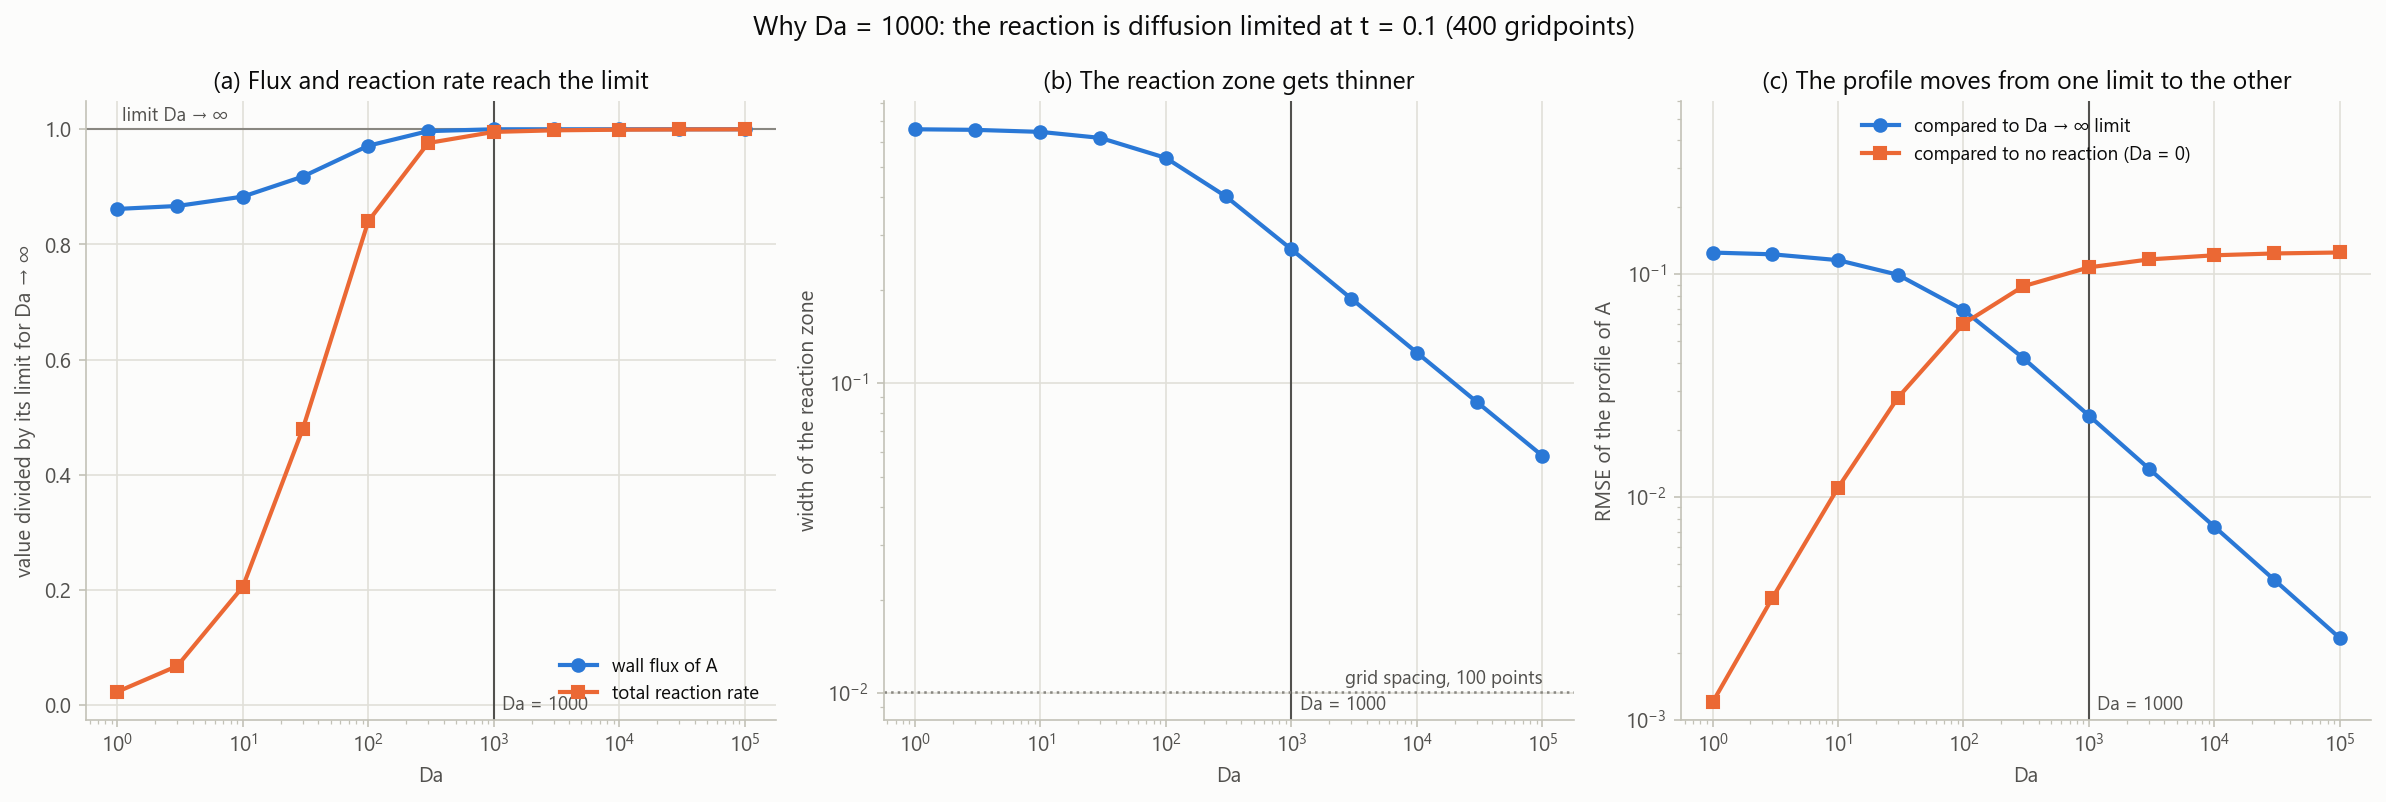 Why Da = 1000: the reaction is diffusion limited at t = 0.1 (400 gridpoints)
(a) Flux and reaction rate reach the limit
value divided by its limit for Da → ∞
limit Da → ∞
1.0
0.8
0.6
0.4
0.2
0.0
wall flux of A
total reaction rate
Da = 1000
10⁰ 10¹ 10² 10³ 10⁴ 10⁵
Da
(b) The reaction zone gets thinner
width of the reaction zone
10⁻¹
10⁻²
grid spacing, 100 points
Da = 1000
10⁰ 10¹ 10² 10³ 10⁴ 10⁵
Da
(c) The profile moves from one limit to the other
RMSE of the profile of A
compared to Da → ∞ limit
compared to no reaction (Da = 0)
10⁻¹
10⁻²
10⁻³
Da = 1000
10⁰ 10¹ 10² 10³ 10⁴ 10⁵
Da